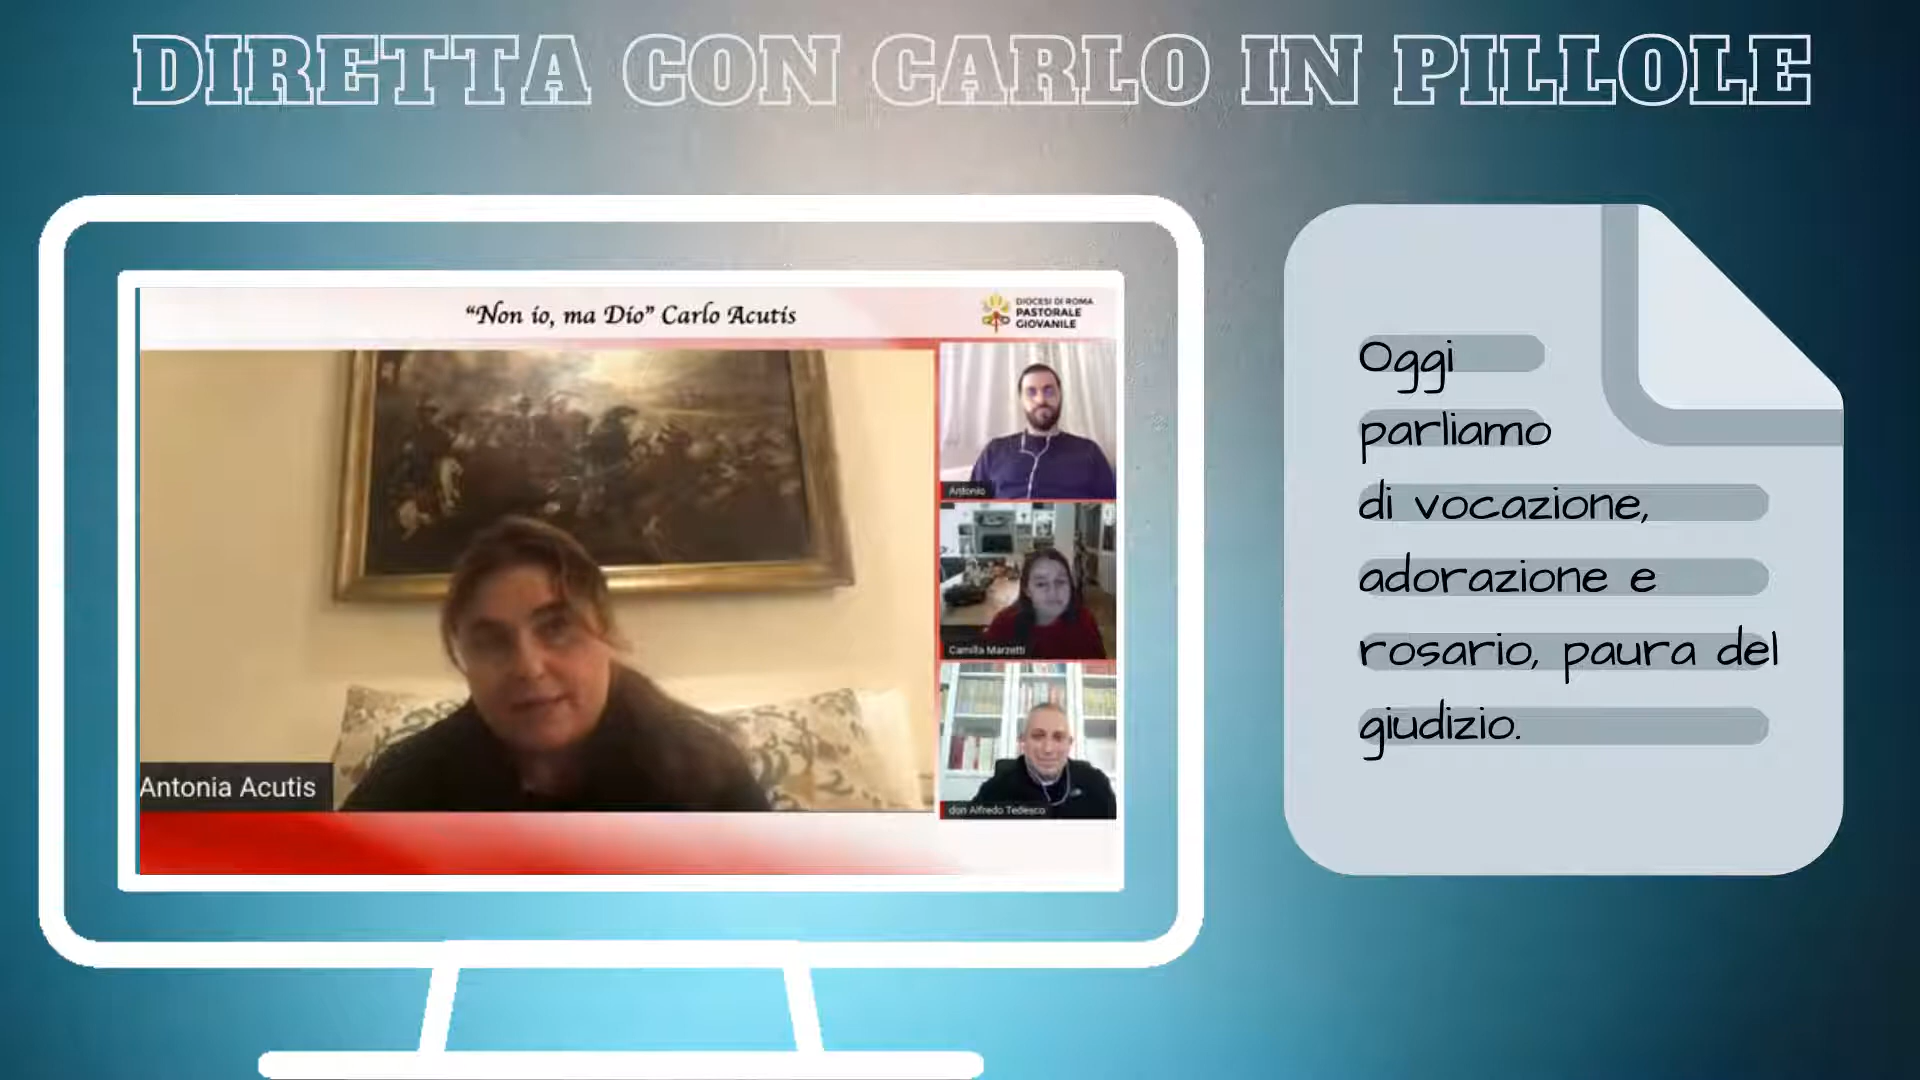 DIRETTA CON CARLO IN PILLOLE
“Non io, ma Dio” Carlo Acutis
DIOCESI DI ROMA
PASTORALE
GIOVANILE
Antonio
Camilla Marzetti
don Alfredo Tedesco
Antonia Acutis
Oggi
parliamo
di vocazione,
adorazione e
rosario, paura del
giudizio.